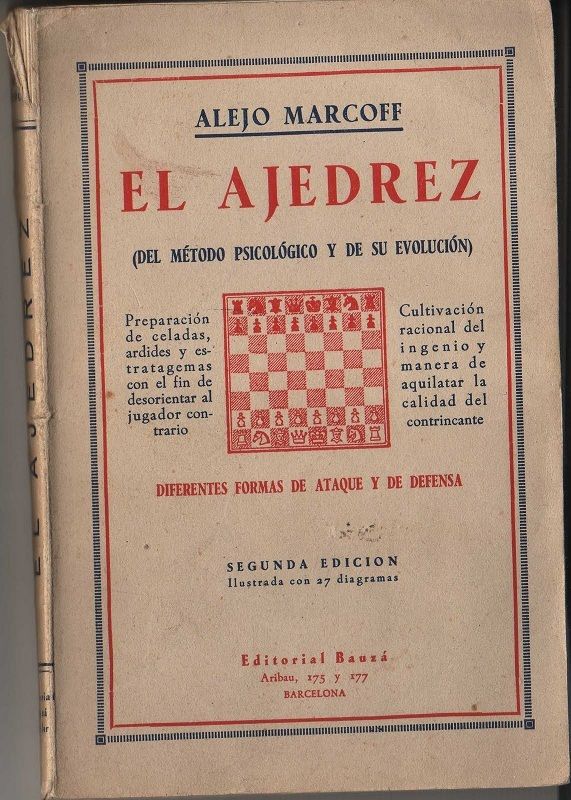 ALEJO MARCOFF
EL AJEDREZ
(DEL MÉTODO PSICOLÓGICO Y DE SU EVOLUCIÓN)
Preparación
de celadas,
ardides y es-
tratagemas
con el fin de
desorientar al
jugador con-
trario
Cultivación
racional del
ingenio y
manera de
aquilatar la
calidad del
contrincante
DIFERENTES FORMAS DE ATAQUE Y DE DEFENSA
SEGUNDA EDICION
Ilustrada con 27 diagramas
Editorial Bauzá
Aribau, 175 y 177
BARCELONA
EL AJEDREZ